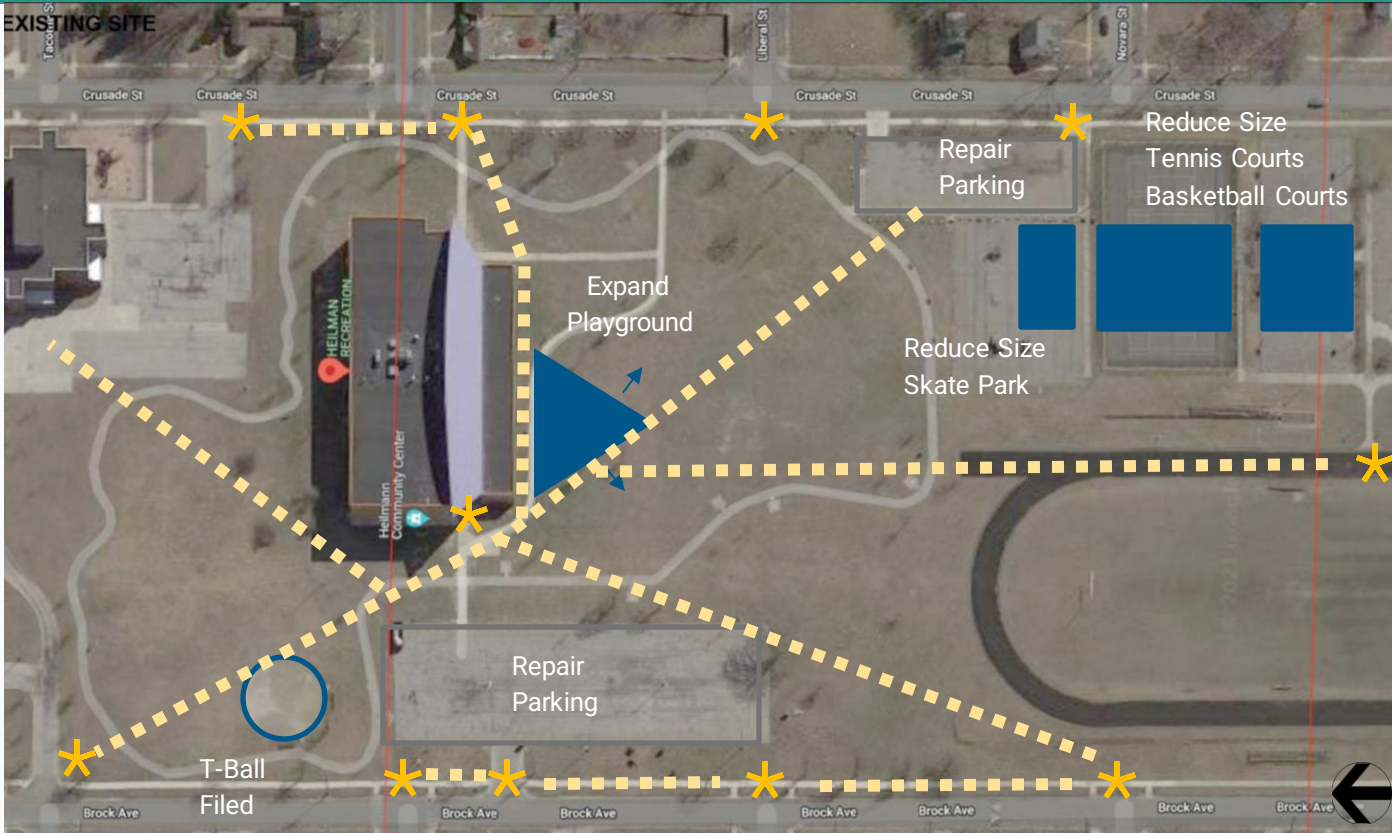 EXISTING SITE
Tacoma St
Liberal St
Novara St
Crusade St
Crusade St
Crusade St
Crusade St
Crusade St
Crusade St
Crusade St
Reduce Size
Tennis Courts
Basketball Courts
Repair
Parking
HEILMAN
RECREATION
Expand
Playground
Reduce Size
Skate Park
Heilmann
Community Center
Repair
Parking
T-Ball
Filed
Brock Ave
Brock Ave
Brock Ave
Brock Ave
Brock Ave
Brock Ave
Brock Ave